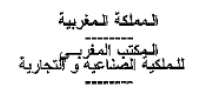 المملكة المغربية
--------
المكتب المغربي
للملكية الصناعية و التجارية
--------